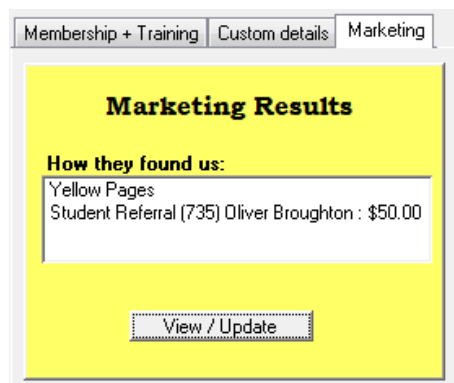 Membership + Training Custom details Marketing
Marketing Results
How they found us:
Yellow Pages
Student Referral (735) Oliver Broughton : $50.00
View / Update